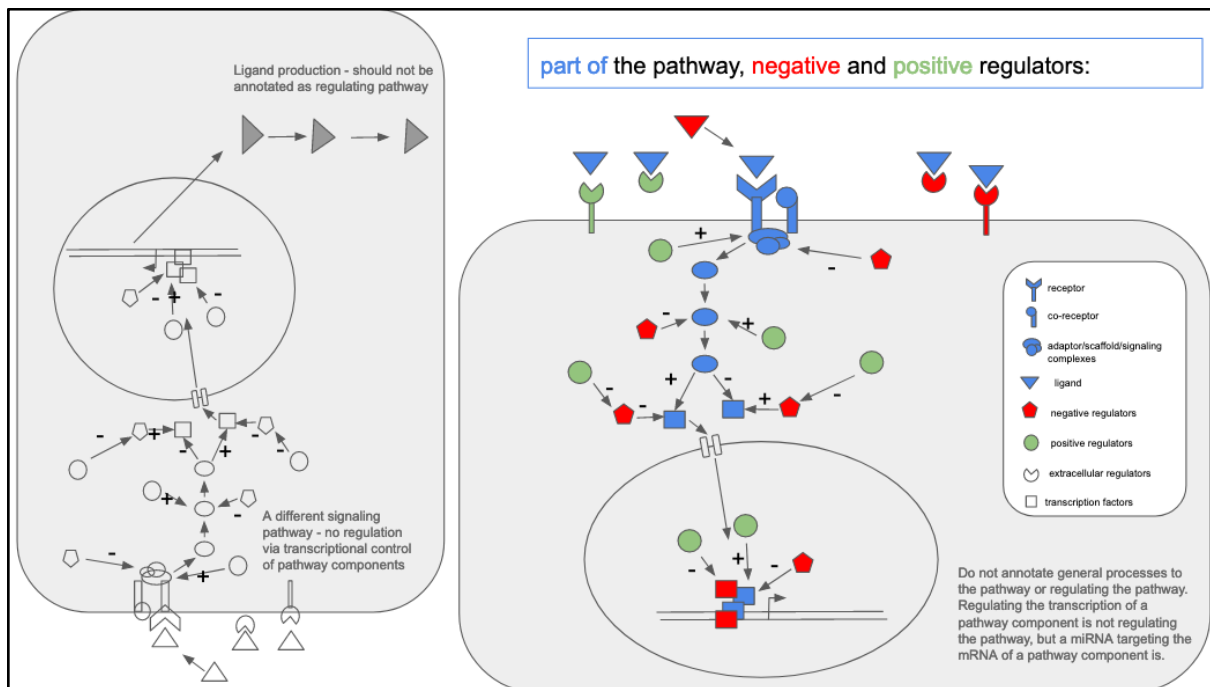 Ligand production - should not be
annotated as regulating pathway
part of the pathway, negative and positive regulators:
-
+
-
-
+
-
+
-
+
+
-
-
-
+
A different signaling
pathway - no regulation
via transcriptional control
of pathway components
+
-
-
+
-
+
-
-
+
-
+
-
-
+
-
receptor
co-receptor
adaptor/scaffold/signaling
complexes
ligand
negative regulators
positive regulators
extracellular regulators
transcription factors
Do not annotate general processes to
the pathway or regulating the pathway.
Regulating the transcription of a
pathway component is not regulating
the pathway, but a miRNA targeting the
mRNA of a pathway component is.